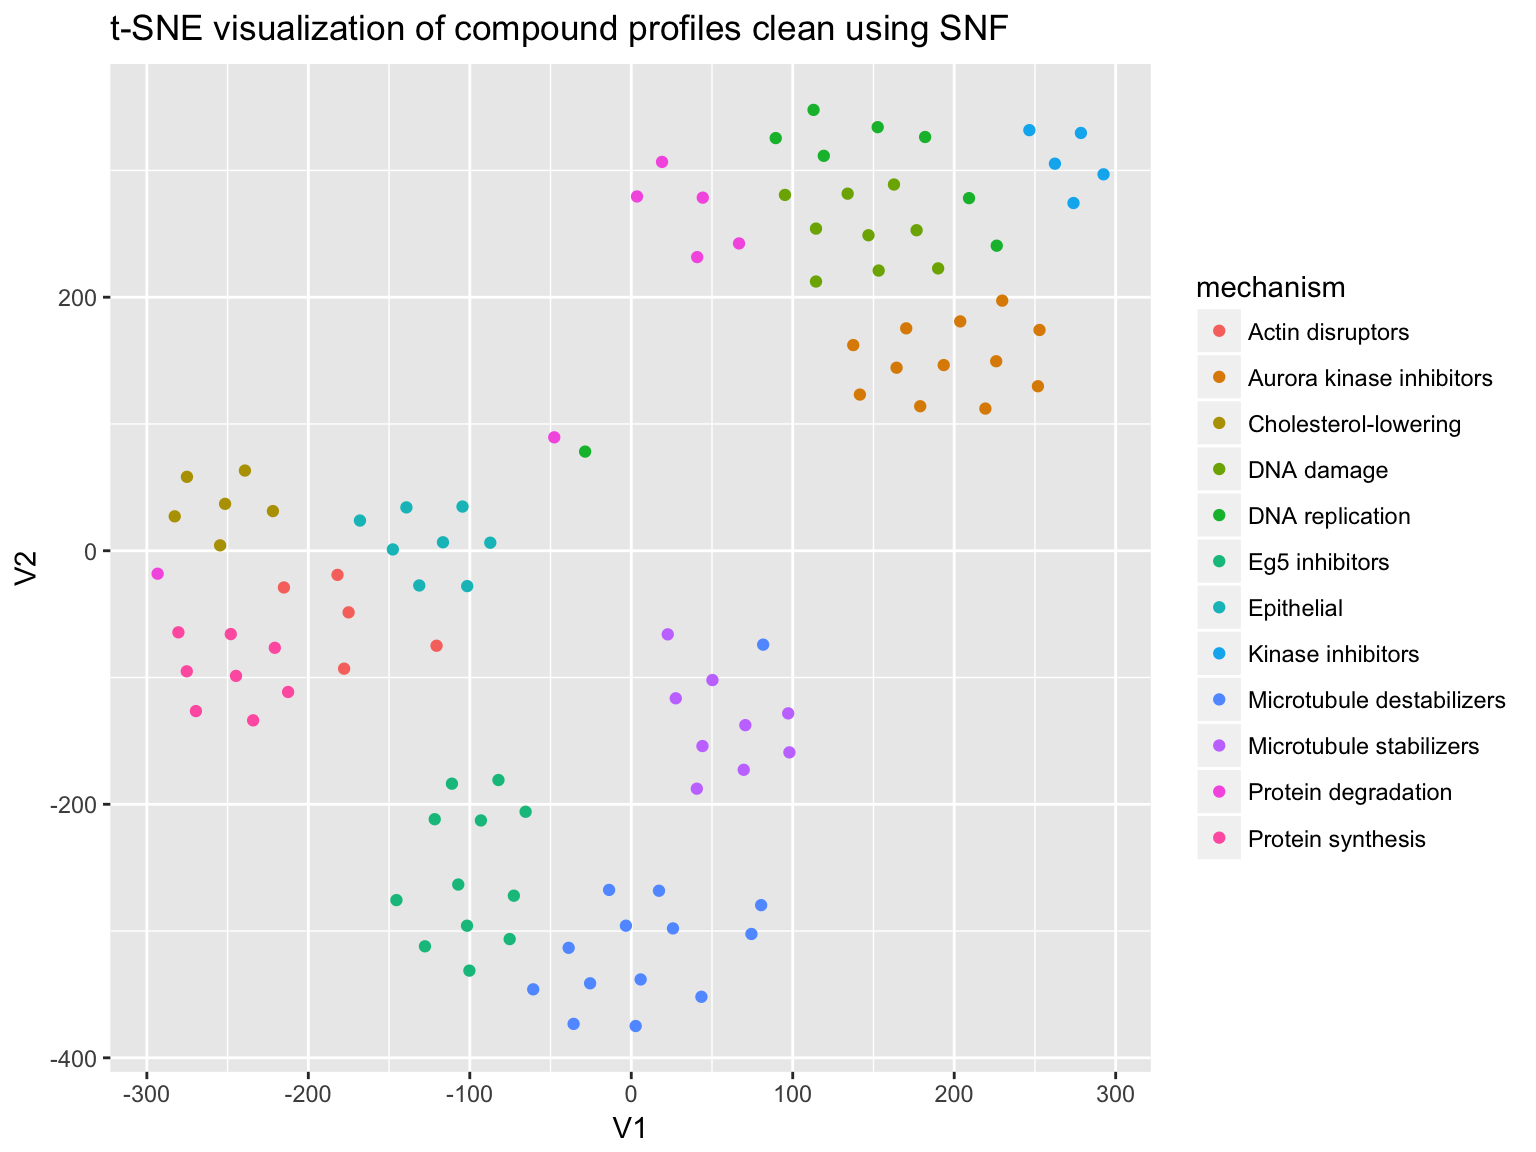 t-SNE visualization of compound profiles clean using SNF
V2
200
0
-200
-400
-300 -200 -100 0 100 200 300
V1
mechanism
Actin disruptors
Aurora kinase inhibitors
Cholesterol-lowering
DNA damage
DNA replication
Eg5 inhibitors
Epithelial
Kinase inhibitors
Microtubule destabilizers
Microtubule stabilizers
Protein degradation
Protein synthesis